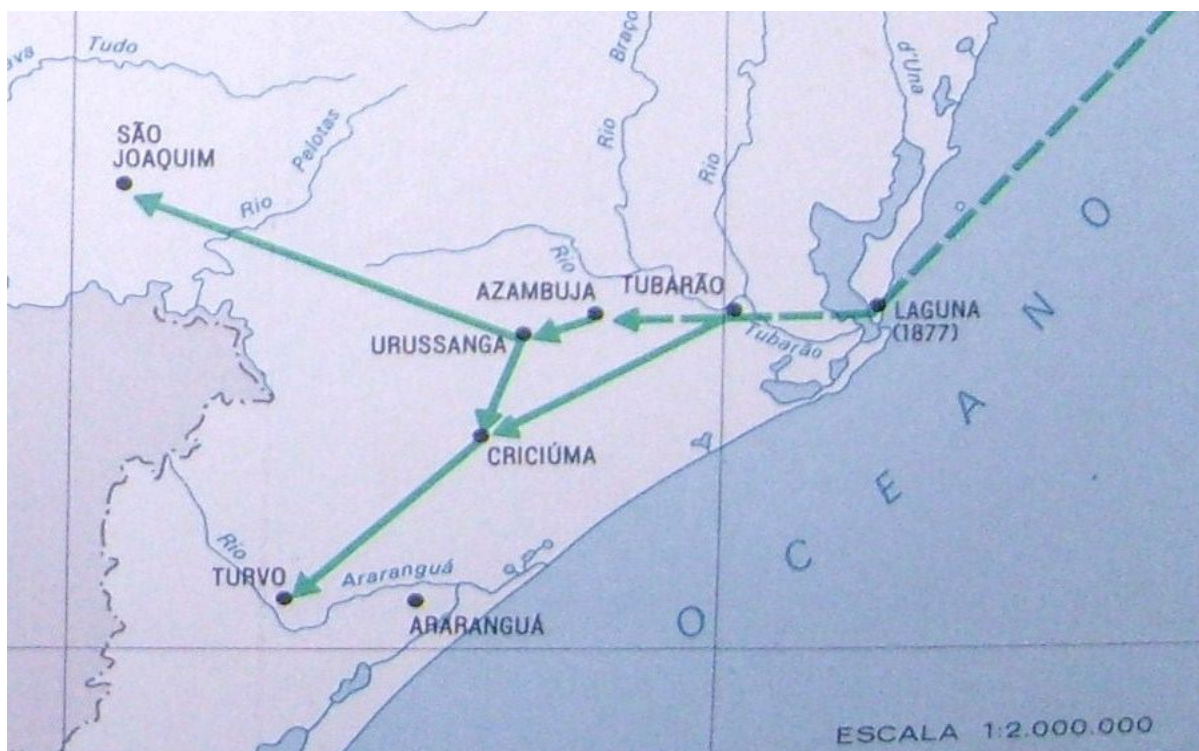 Tudo
d'Una
Braço
Rio
Rio
SÃO
JOAQUIM
Pelotas
Rio
Rio
AZAMBUJA
TUBARÃO
LAGUNA
(1877)
URUSSANGA
Tubarão
CRICIÚMA
Rio
TURVO
Araranguá
ARARANGUÁ
OCEANO
ESCALA 1:2.000.000